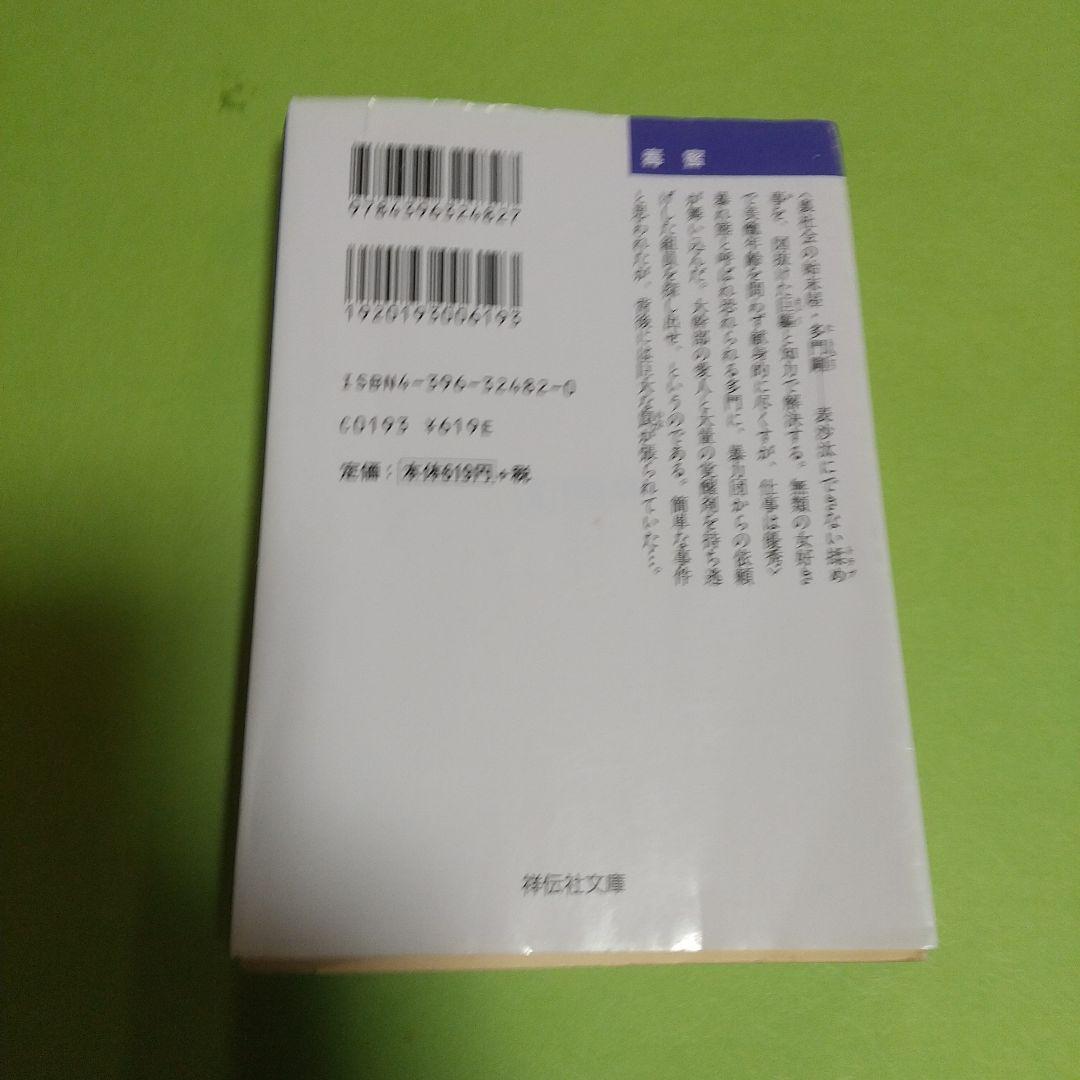 毒蜜
〈裏社会の始末屋・多門剛――表沙汰にできない揉め
事を、図抜けた巨軀と知力で解決する。無類の女好き
で美醜年齢を問わず献身的に尽くすが、仕事は優秀〉
暴れ熊と呼ばれ恐れられる多門に、暴力団からの依頼
が舞い込んだ。大幹部の愛人と大量の覚醒剤を持ち逃
げした組員を探し出せ、というのである。簡単な事件
と思われたが、背後には巨大な罠が張られていた…。
9784396324827
1920193006193
ISBN4-396-32482-0
C0193 ¥619E
定価：本体619円+税
祥伝社文庫